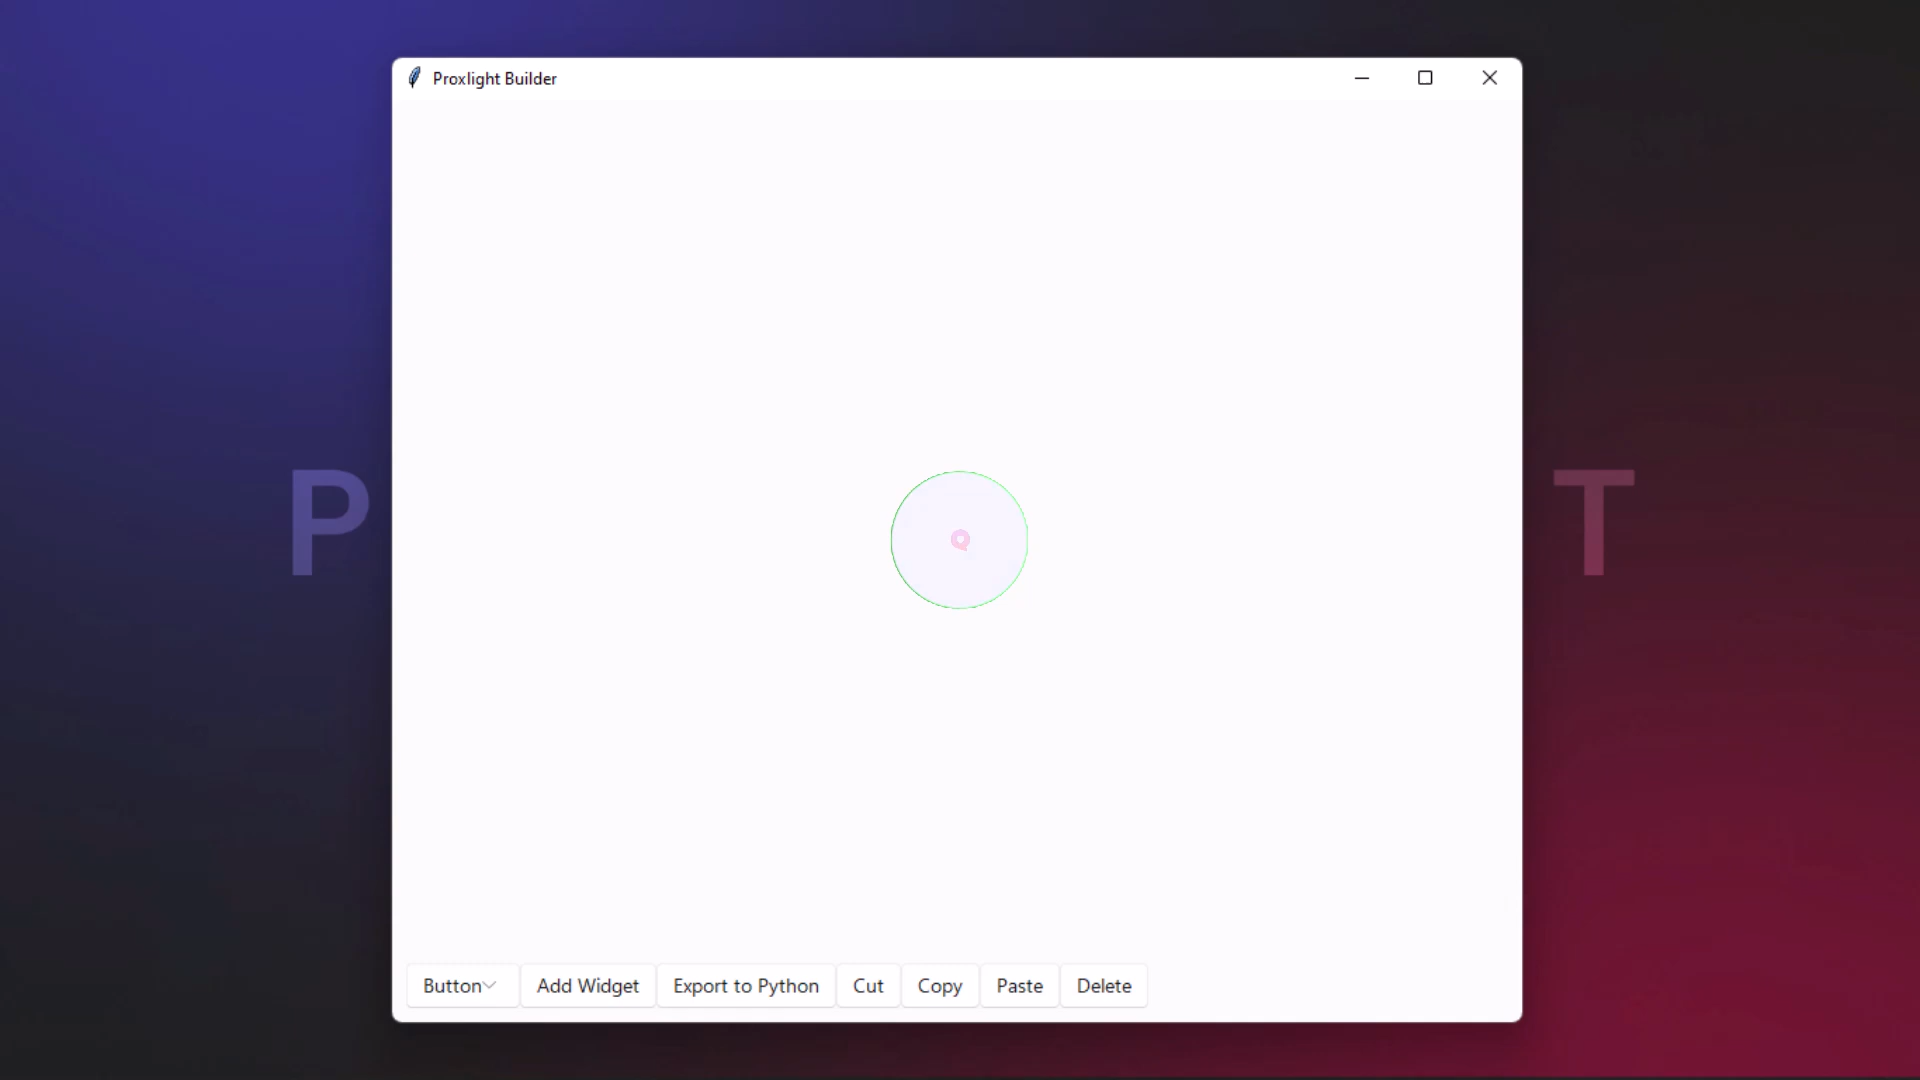 Proxlight Builder
P T
Button Add Widget Export to Python Cut Copy Paste Delete